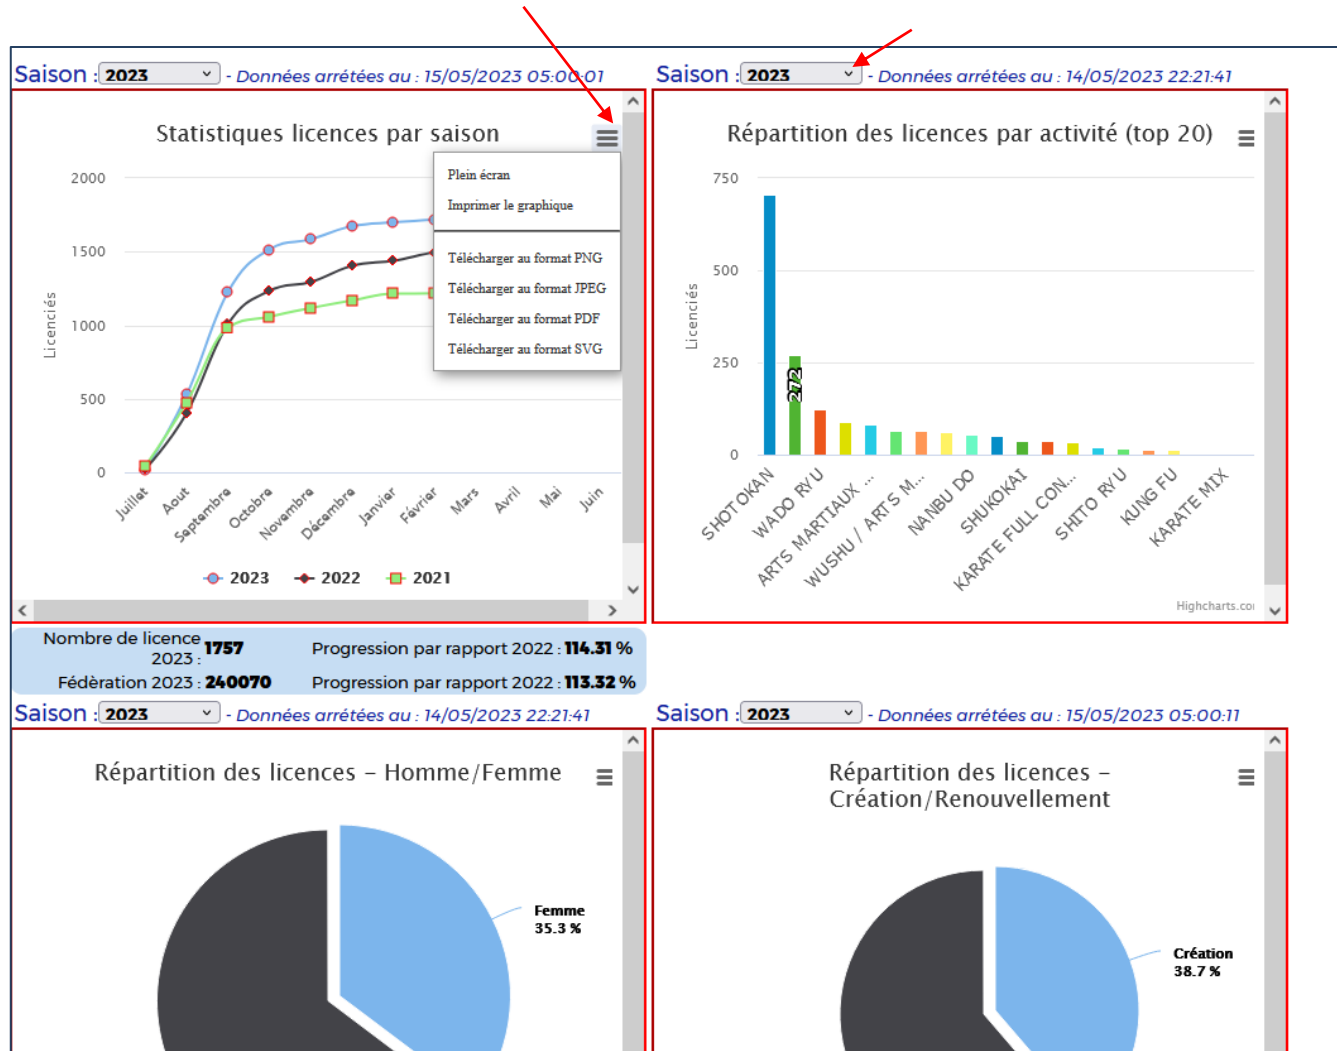 Saison : 2023 - Données arrétées au : 15/05/2023 05:00:01
Statistiques licences par saison
Plein écran
Imprimer le graphique
Télécharger au format PNG
Télécharger au format JPEG
Télécharger au format PDF
Télécharger au format SVG
Licenciés
2000
1500
1000
500
0
Juillet
Aout
Septembre
Octobre
Novembre
Décembre
Janvier
Février
Mars
Avril
Mai
Juin
2023 2022 2021
Saison : 2023 - Données arrétées au : 14/05/2023 22:21:41
Répartition des licences par activité (top 20)
Licenciés
750
500
250
0
272
SHOTOKAN
WADO RYU
ARTS MARTIAUX ...
WUSHU / ARTS M...
NANBU DO
SHUKOKAI
KARATE FULL CON...
SHITO RYU
KUNG FU
KARATE MIX
Highcharts.co
Nombre de licence
2023 : 1757 Progression par rapport 2022 : 114.31 %
Fédèration 2023 : 240070 Progression par rapport 2022 : 113.32 %
Saison : 2023 - Données arrétées au : 14/05/2023 22:21:41
Répartition des licences – Homme/Femme
Femme
35.3 %
Saison : 2023 - Données arrétées au : 15/05/2023 05:00:11
Répartition des licences –
Création/Renouvellement
Création
38.7 %